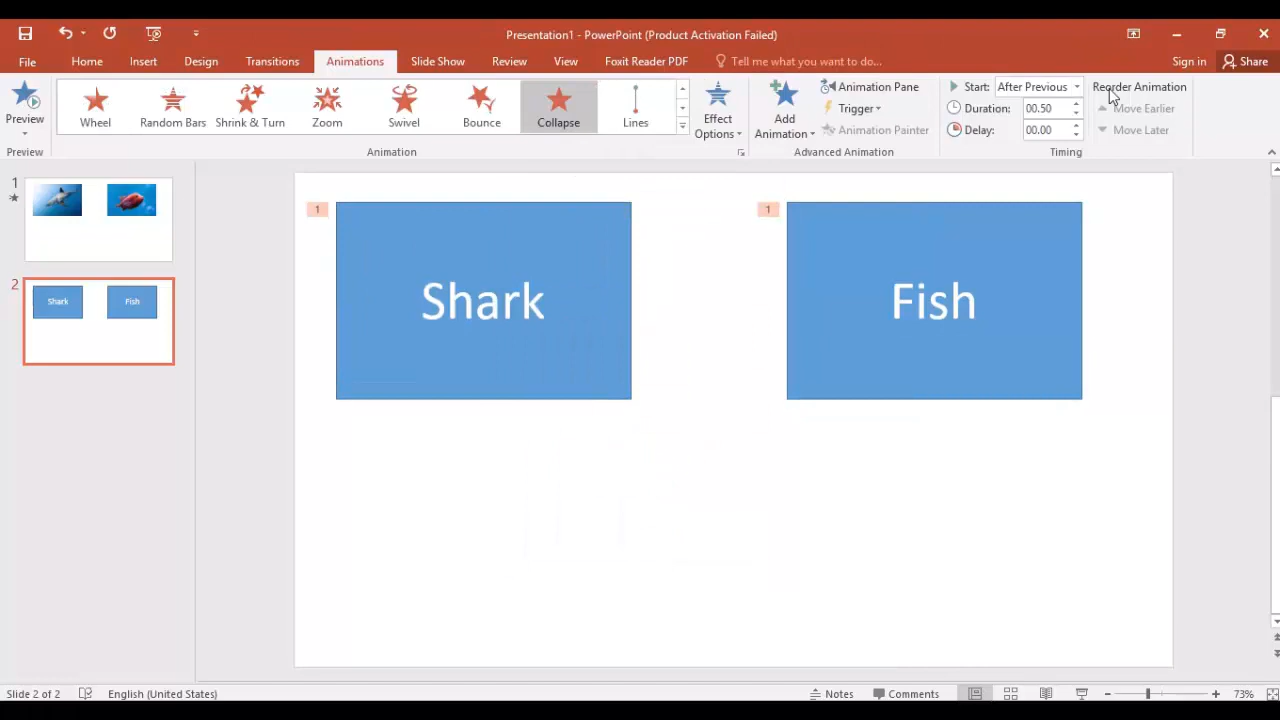 Presentation1 - PowerPoint (Product Activation Failed)
File Home Insert Design Transitions Animations Slide Show Review View Foxit Reader PDF Tell me what you want to do... Sign in Share
Preview
Wheel Random Bars Shrink & Turn Zoom Swivel Bounce Collapse Lines
Effect
Options
Add
Animation
Animation Pane
Trigger
Animation Painter
Start: After Previous
Duration: 00.50
Delay: 00.00
Reorder Animation
Move Earlier
Move Later
Preview Animation Advanced Animation Timing
1
2
Shark Fish
1 1
Shark Fish
Slide 2 of 2 English (United States) Notes Comments 73%